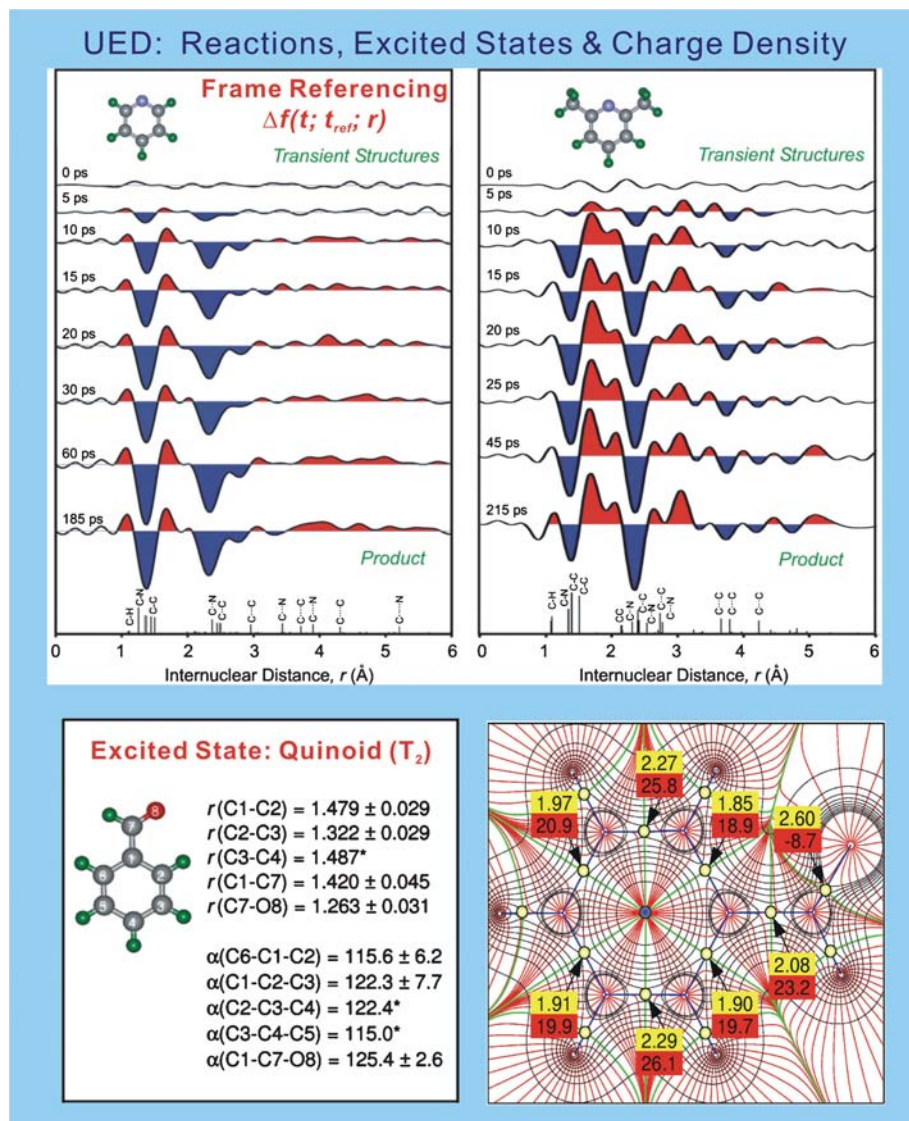 UED: Reactions, Excited States & Charge Density
Frame Referencing
Δf(t; t_ref; r)
Transient Structures
0 ps
5 ps
10 ps
15 ps
20 ps
30 ps
60 ps
185 ps
Product
C-H
C-N
C-C
C··N
C··C
C···C
C···N
C···C
C···N
C····C
C·····N
0 1 2 3 4 5 6
Internuclear Distance, r (Å)
Transient Structures
0 ps
5 ps
10 ps
15 ps
20 ps
25 ps
45 ps
215 ps
Product
C-H
C-N
C-C
C-C
CC
C··N
C··C
C··N
C···N
C···C
C···C
C····C
0 1 2 3 4 5 6
Internuclear Distance, r (Å)
Excited State: Quinoid (T₂)
8
7
1
6
2
5
3
4
r(C1-C2) = 1.479 ± 0.029
r(C2-C3) = 1.322 ± 0.029
r(C3-C4) = 1.487*
r(C1-C7) = 1.420 ± 0.045
r(C7-O8) = 1.263 ± 0.031
α(C6-C1-C2) = 115.6 ± 6.2
α(C1-C2-C3) = 122.3 ± 7.7
α(C2-C3-C4) = 122.4*
α(C3-C4-C5) = 115.0*
α(C1-C7-O8) = 125.4 ± 2.6
2.27
25.8
1.97
20.9
1.85
18.9
2.60
-8.7
2.08
23.2
1.91
19.9
1.90
19.7
2.29
26.1